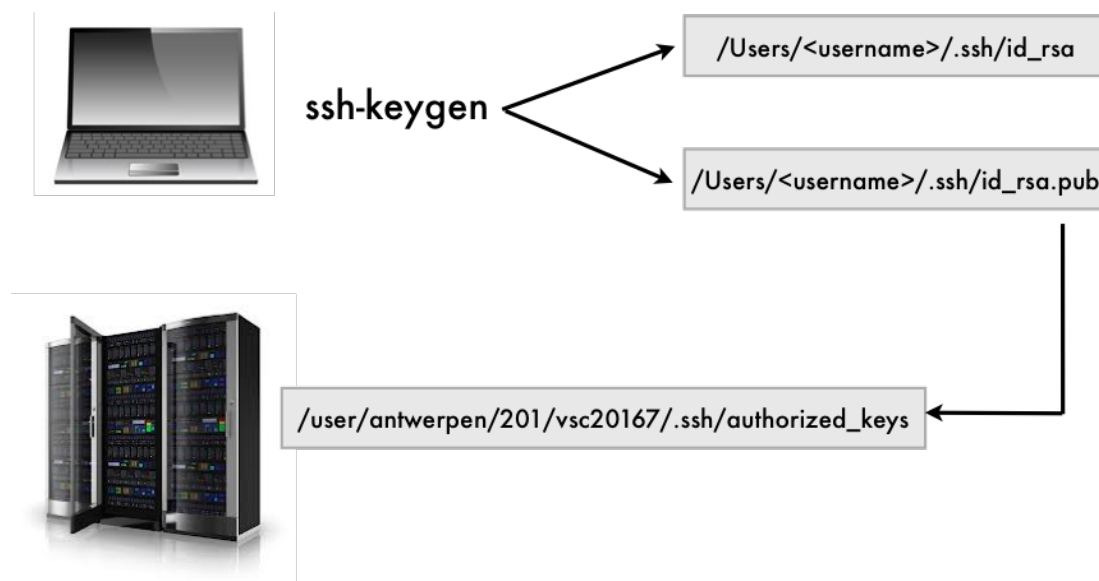 /Users/<username>/.ssh/id_rsa
ssh-keygen
/Users/<username>/.ssh/id_rsa.pub
/user/antwerpen/201/vsc20167/.ssh/authorized_keys